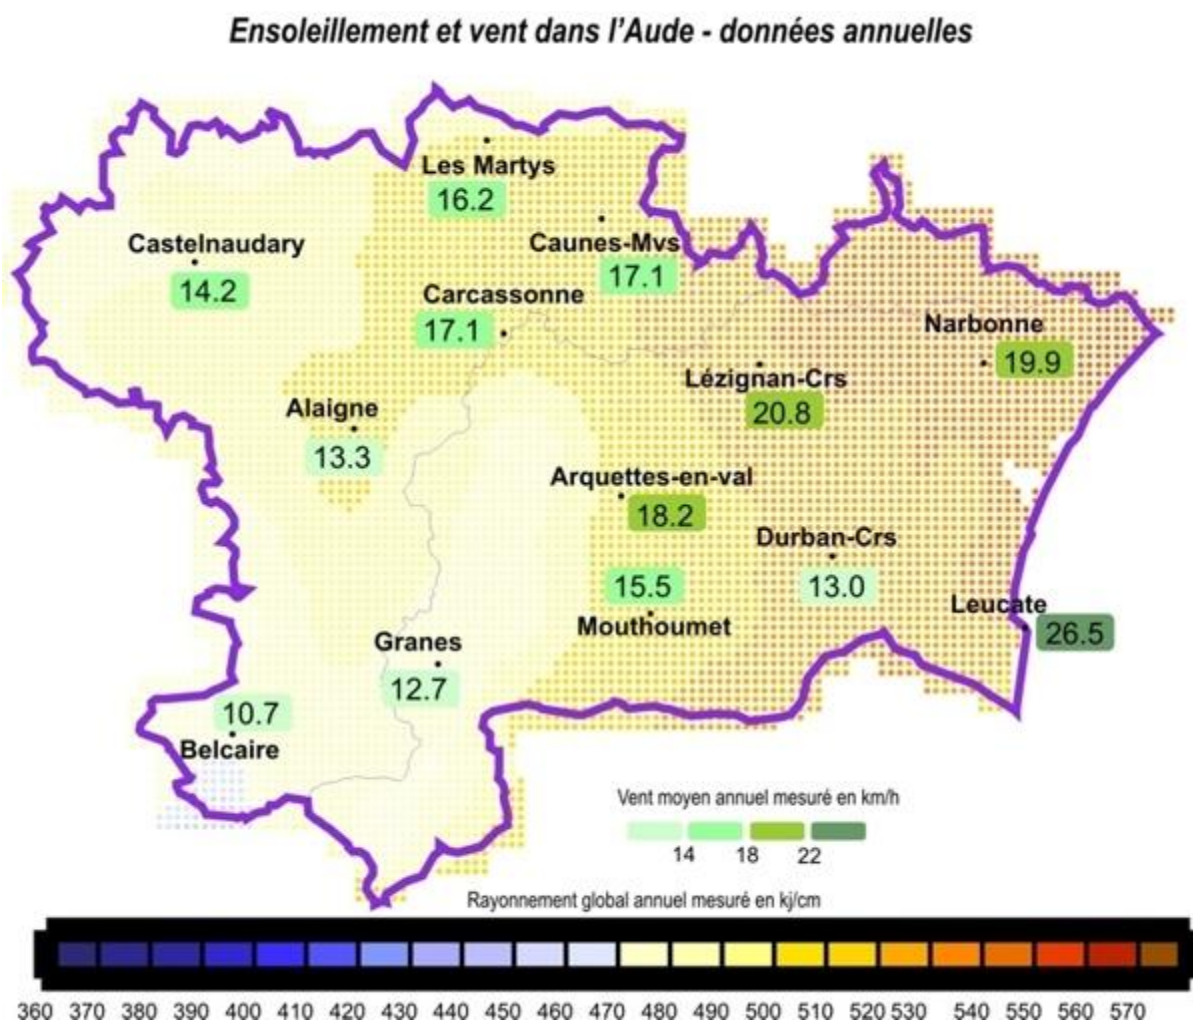 Ensoleillement et vent dans l'Aude - données annuelles
Les Martys
16.2
Castelnaudary
14.2
Caunes-Mvs
17.1
Carcassonne
17.1
Narbonne
19.9
Lézignan-Crs
20.8
Alaigne
13.3
Arquettes-en-val
18.2
Durban-Crs
13.0
15.5
Mouthoumet
Leucate
26.5
Granes
12.7
10.7
Belcaire
Vent moyen annuel mesuré en km/h
14 18 22
Rayonnement global annuel mesuré en kj/cm
360 370 380 390 400 410 420 430 440 450 460 470 480 490 500 510 520 530 540 550 560 570